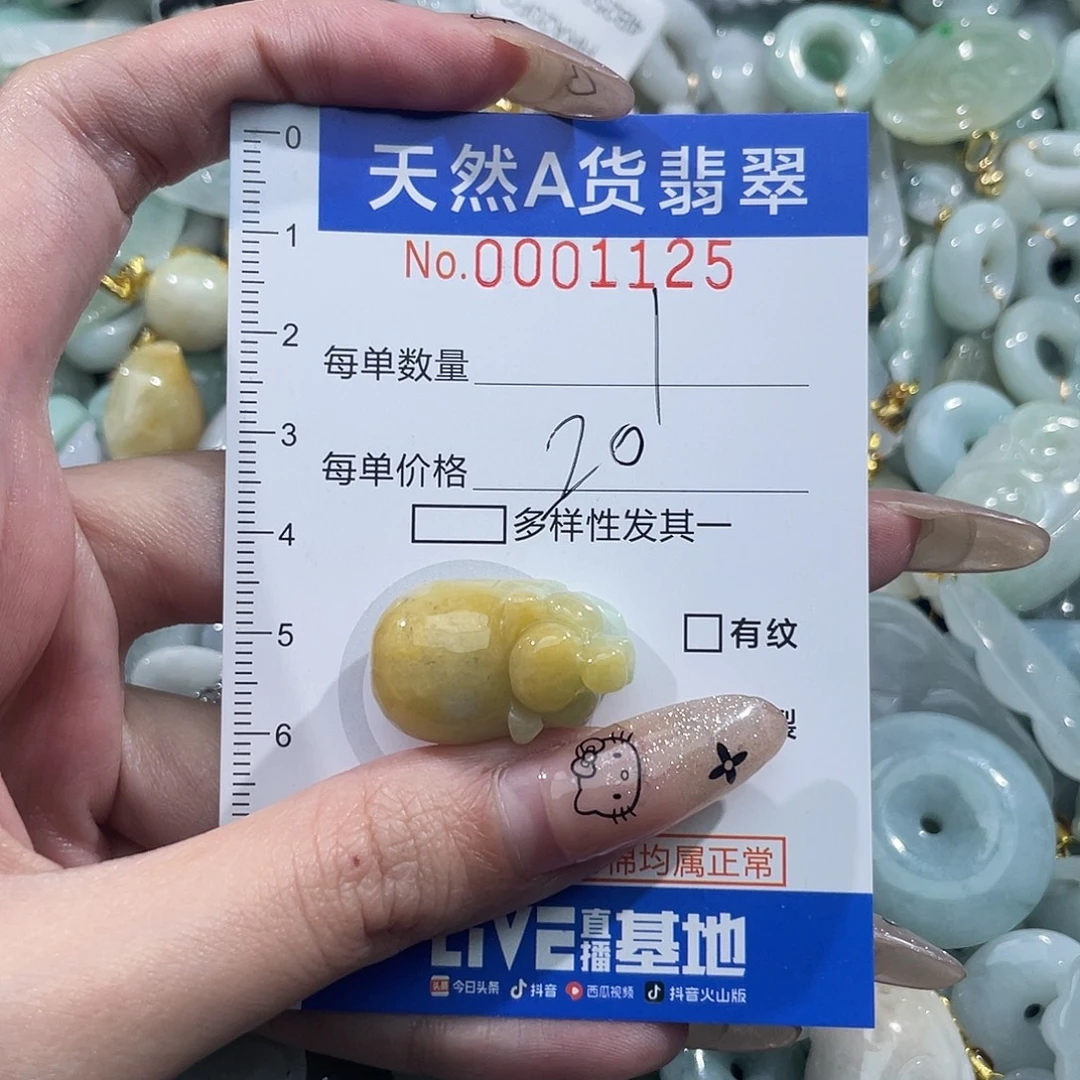 0
天然A货翡翠
1
No.0001125
2
每单数量 1
3
每单价格 20
4
多样性发其一
5
有纹
裂
6
棉均属正常
LIVE直播基地
头条 今日头条 抖音 西瓜视频 抖音火山版